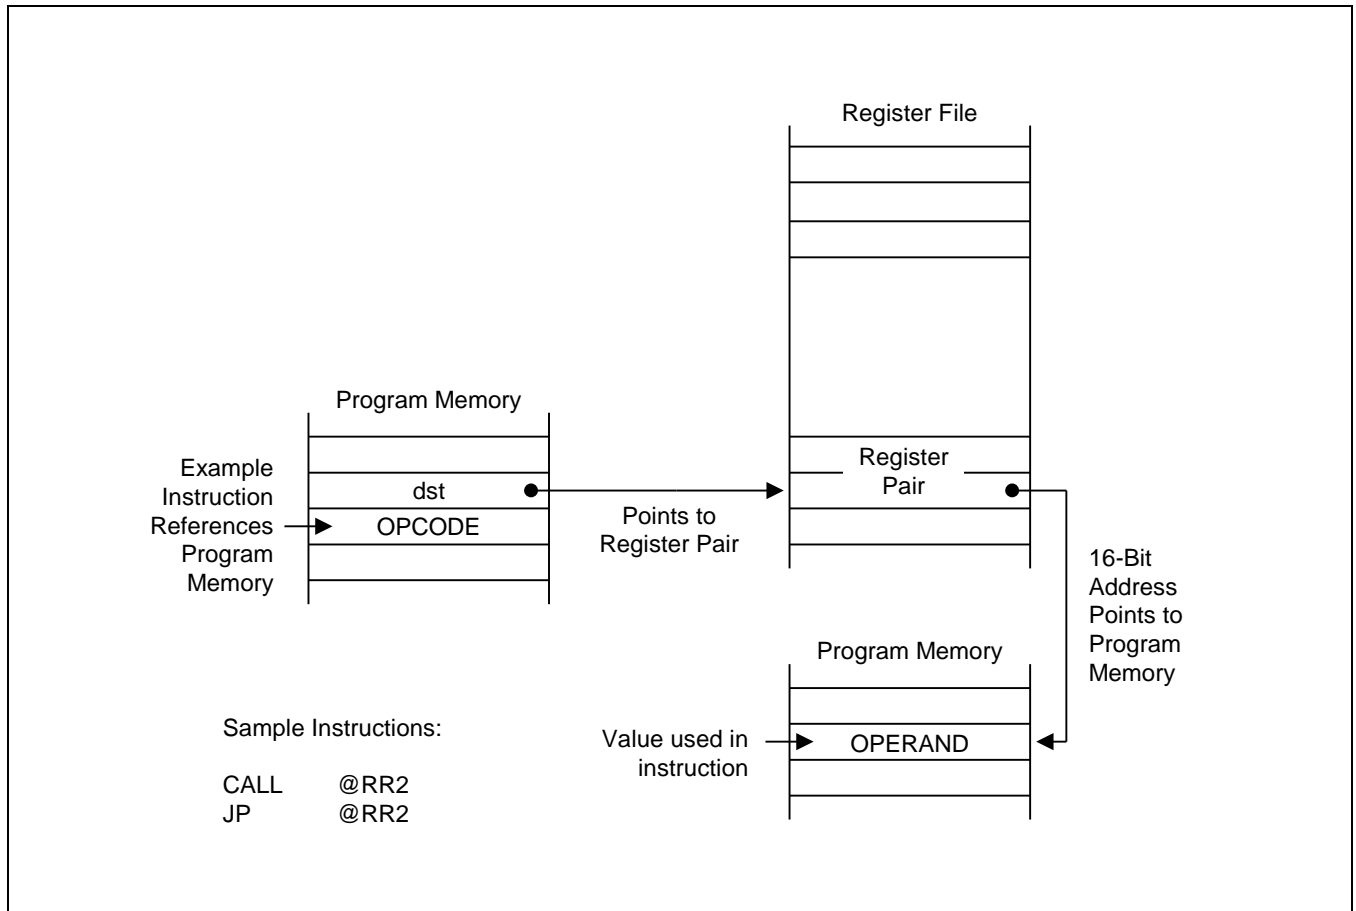 Register File
Program Memory
Example
Instruction
References
Program
Memory
dst
OPCODE
Points to
Register Pair
Register
Pair
16-Bit
Address
Points to
Program
Memory
Program Memory
Value used in
instruction
OPERAND
Sample Instructions:
CALL @RR2
JP @RR2